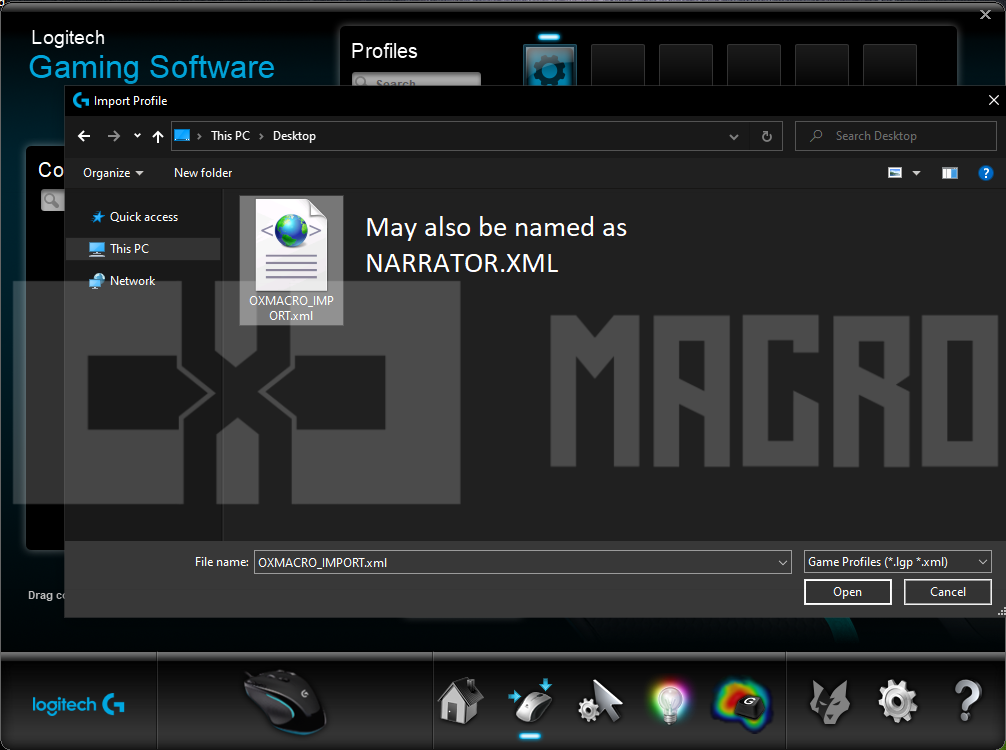 Logitech
Gaming Software
Profiles
Search
Import Profile
This PC
Desktop
Search Desktop
Co
Organize
New folder
?
Quick access
This PC
Network
OXMACRO_IMP
ORT.xml
May also be named as
NARRATOR.XML
MACRO
File name:
OXMACRO_IMPORT.xml
Game Profiles (*.lgp *.xml)
Open
Cancel
Drag co
logitech G
G
?